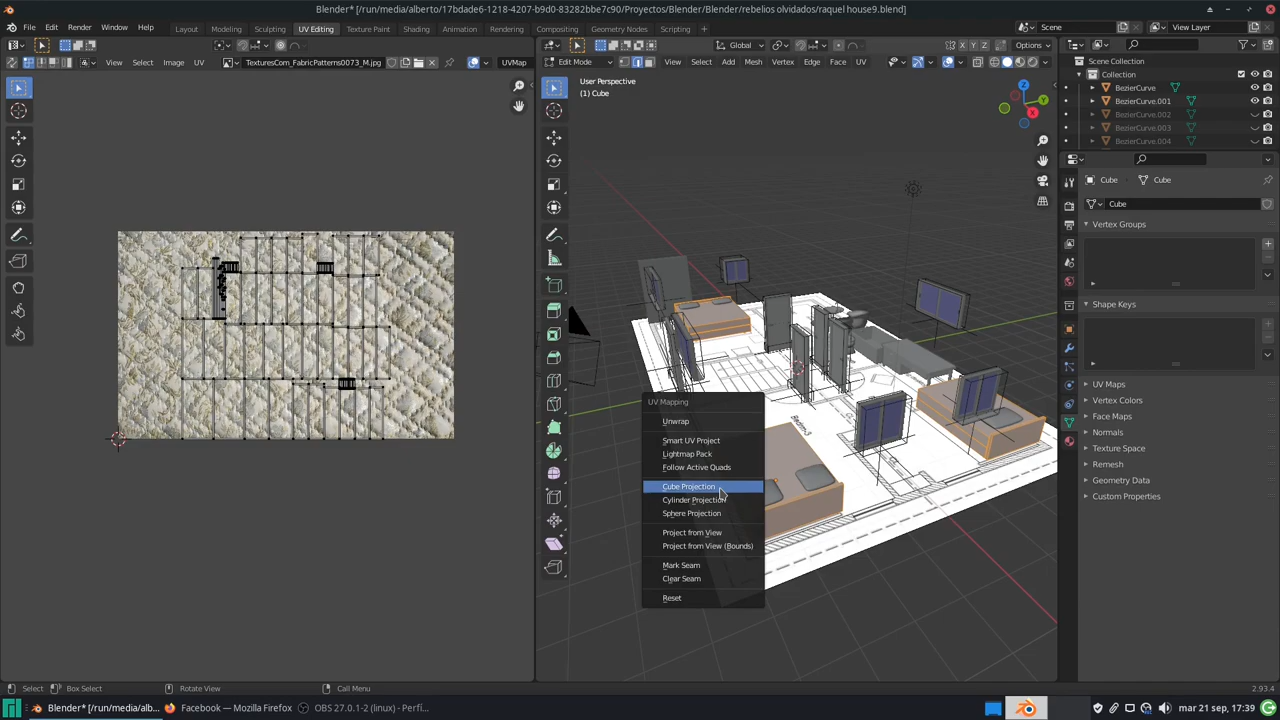 Blender* [/run/media/alberto/17bdade6-1218-4207-b9d0-83282bbe7c90/Proyectos/Blender/Blender/rebelios olvidados/raquel house9.blend]
File Edit Render Window Help Layout Modeling Sculpting UV Editing Texture Paint Shading Animation Rendering Compositing Geometry Nodes Scripting Scene View Layer
Global X Y Z Options
View Select Image UV TexturesCom_FabricPatterns0073_M.jpg UVMap Edit Mode View Select Add Mesh Vertex Edge Face UV
Scene Collection
Collection
BezierCurve
BezierCurve.001
BezierCurve.002
BezierCurve.003
BezierCurve.004
User Perspective
(1) Cube
Z
Y
X
Cube Cube
Cube
Vertex Groups
Shape Keys
UV Maps
Vertex Colors
Face Maps
Normals
Texture Space
Remesh
Geometry Data
Custom Properties
UV Mapping
Unwrap
Smart UV Project
Lightmap Pack
Follow Active Quads
Cube Projection
Cylinder Projection
Sphere Projection
Project from View
Project from View (Bounds)
Mark Seam
Clear Seam
Reset
Select Box Select Rotate View Call Menu 2.93.4
Blender* [/run/media/alb... Facebook — Mozilla Firefox OBS 27.0.1-2 (linux) - Perfi... mar 21 sep, 17:39